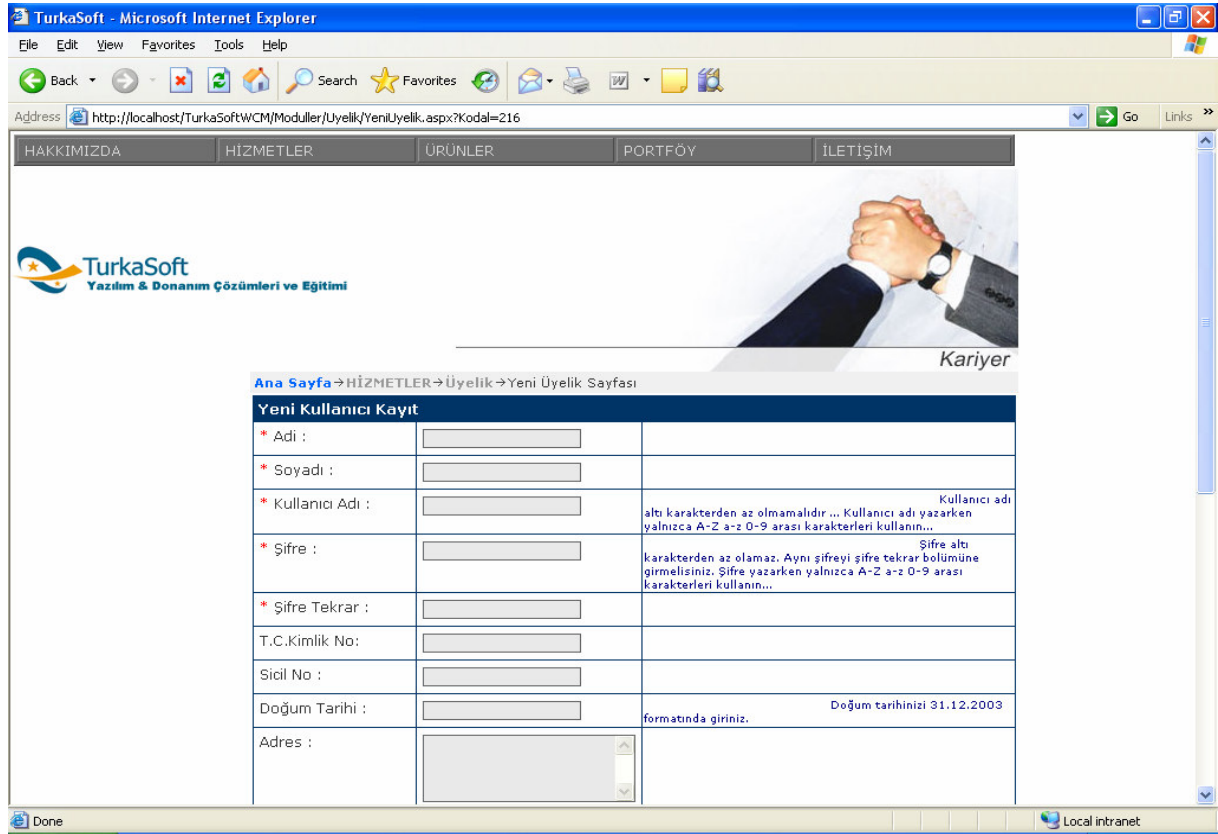 TurkaSoft - Microsoft Internet Explorer
File Edit View Favorites Tools Help
Back Search Favorites
Address http://localhost/TurkaSoftWCM/Moduller/Uyelik/YeniUyelik.aspx?Kodal=216 Go Links »
HAKKIMIZDA HİZMETLER ÜRÜNLER PORTFÖY İLETİŞİM
TurkaSoft
Yazılım & Donanım Çözümleri ve Eğitimi
Kariyer
Ana Sayfa→HİZMETLER→Üyelik→Yeni Üyelik Sayfası
Yeni Kullanıcı Kayıt
* Adi :
* Soyadı :
* Kullanıcı Adı :
Kullanıcı adı
altı karakterden az olmamalıdır ... Kullanıcı adı yazarken
yalnızca A-Z a-z 0-9 arası karakterleri kullanın...
* Şifre :
Şifre altı
karakterden az olamaz. Aynı şifreyi şifre tekrar bolümüne
girmelisiniz. Şifre yazarken yalnızca A-Z a-z 0-9 arası
karakterleri kullanın...
* Şifre Tekrar :
T.C.Kimlik No:
Sicil No :
Doğum Tarihi :
Doğum tarihinizi 31.12.2003
formatında giriniz.
Adres :
Done Local intranet